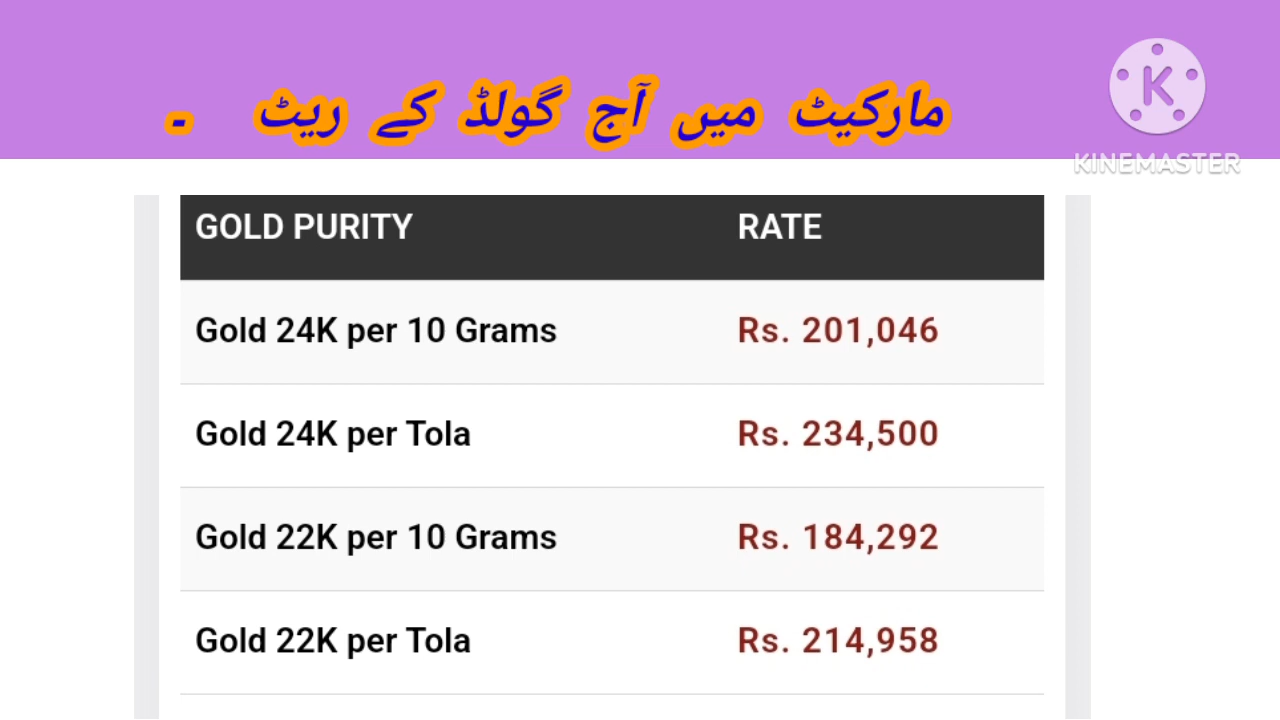 مارکیٹ میں آج گولڈ کے ریٹ ۔
K
KINEMASTER
GOLD PURITY RATE
Gold 24K per 10 Grams Rs. 201,046
Gold 24K per Tola Rs. 234,500
Gold 22K per 10 Grams Rs. 184,292
Gold 22K per Tola Rs. 214,958